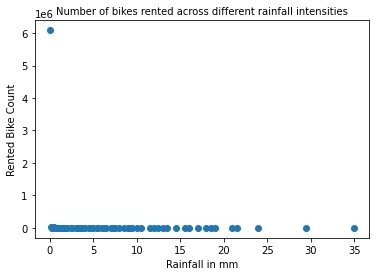 Number of bikes rented across different rainfall intensities
1e6
6
5
4
3
2
1
0
Rented Bike Count
0 5 10 15 20 25 30 35
Rainfall in mm